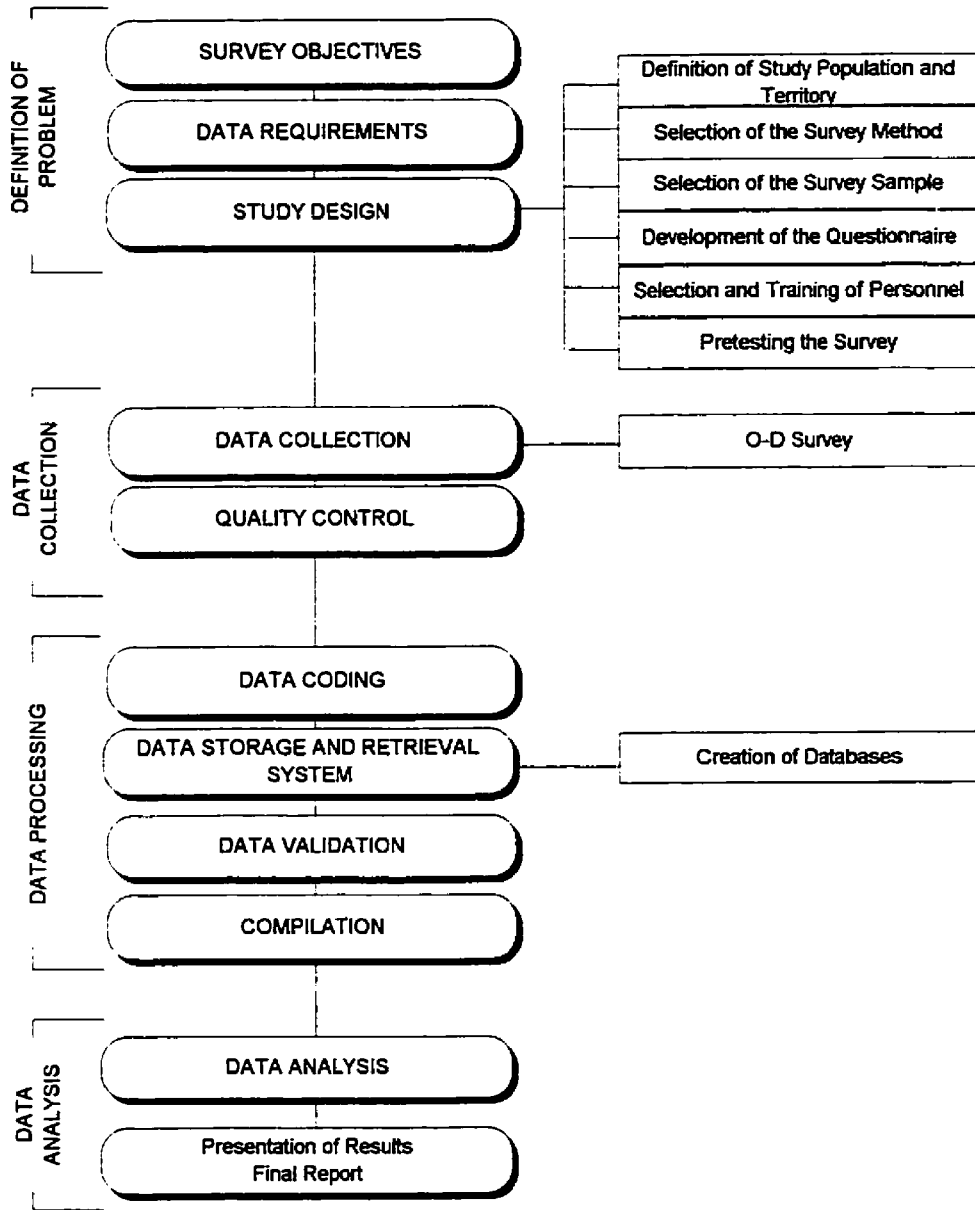 DEFINITION OF
PROBLEM
SURVEY OBJECTIVES
DATA REQUIREMENTS
STUDY DESIGN
Definition of Study Population and
Territory
Selection of the Survey Method
Selection of the Survey Sample
Development of the Questionnaire
Selection and Training of Personnel
Pretesting the Survey
DATA
COLLECTION
DATA COLLECTION
O-D Survey
QUALITY CONTROL
DATA PROCESSING
DATA CODING
DATA STORAGE AND RETRIEVAL
SYSTEM
Creation of Databases
DATA VALIDATION
COMPILATION
DATA
ANALYSIS
DATA ANALYSIS
Presentation of Results
Final Report